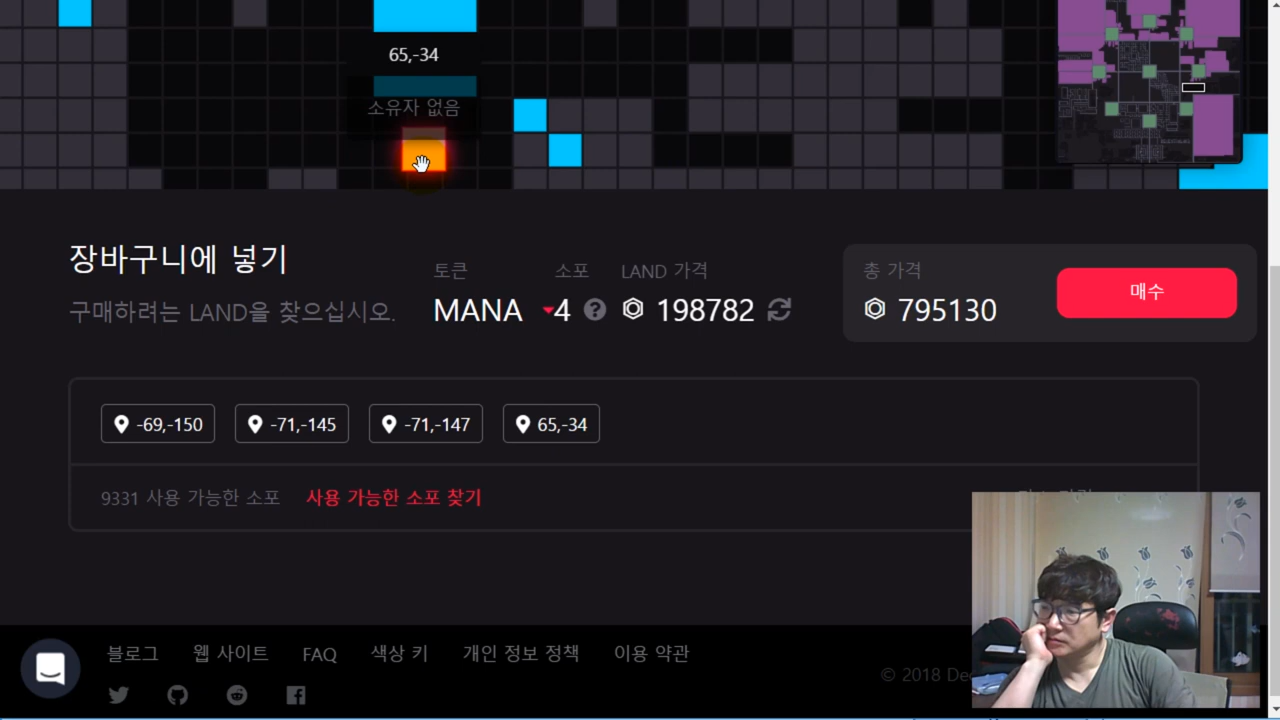 65,-34
소유자 없음
장바구니에 넣기
구매하려는 LAND을 찾으십시오.
토큰
MANA
소포
4 ?
LAND 가격
198782
총 가격
795130
매수
-69,-150
-71,-145
-71,-147
65,-34
9331 사용 가능한 소포 사용 가능한 소포 찾기
블로그 웹 사이트 FAQ 색상 키 개인 정보 정책 이용 약관
© 2018